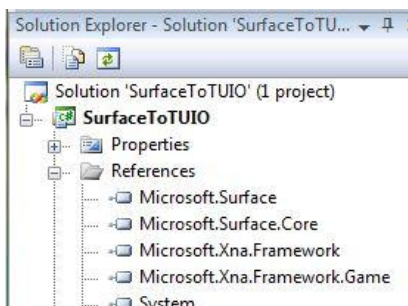 Solution Explorer - Solution 'SurfaceToTU...
Solution 'SurfaceToTUIO' (1 project)
SurfaceToTUIO
Properties
References
Microsoft.Surface
Microsoft.Surface.Core
Microsoft.Xna.Framework
Microsoft.Xna.Framework.Game
System